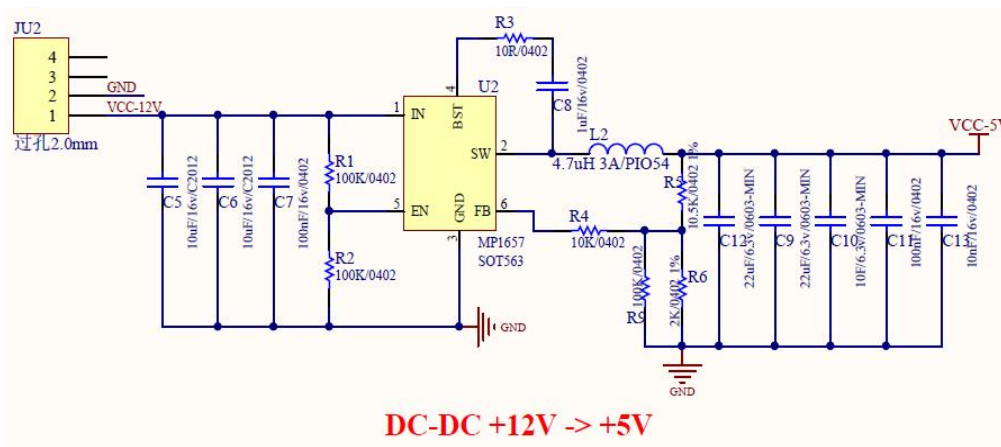 JU2
4
3
2
1
GND
VCC-12V
过孔2.0mm
C5
10uF/16v/C2012
C6
10uF/16v/C2012
C7
100nF/16v/0402
R1
100K/0402
R2
100K/0402
R3
10R/0402
C8
1uF/16v/0402
U2
4
BST
1
IN
SW
2
5
EN
GND
3
FB
6
MP1657
SOT563
GND
L2
4.7uH 3A/PIO54
R4
10K/0402
R5
10.5K/0402 1%
100K/0402
R9
2K/0402 1%
R6
GND
C12
22uF/6.3v/0603-MIN
C9
22uF/6.3v/0603-MIN
C10
10F/6.3v/0603-MIN
C11
100nF/16v/0402
C13
10nF/16v/0402
VCC-5V
DC-DC +12V -> +5V